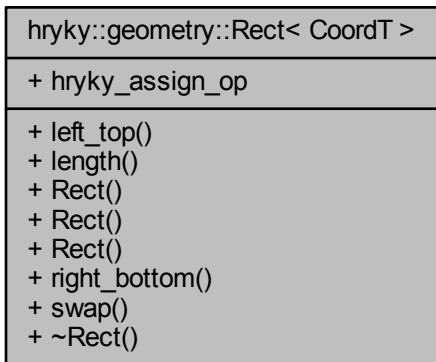 hryky::geometry::Rect< CoordT >
+ hryky_assign_op
+ left_top()
+ length()
+ Rect()
+ Rect()
+ Rect()
+ right_bottom()
+ swap()
+ ~Rect()